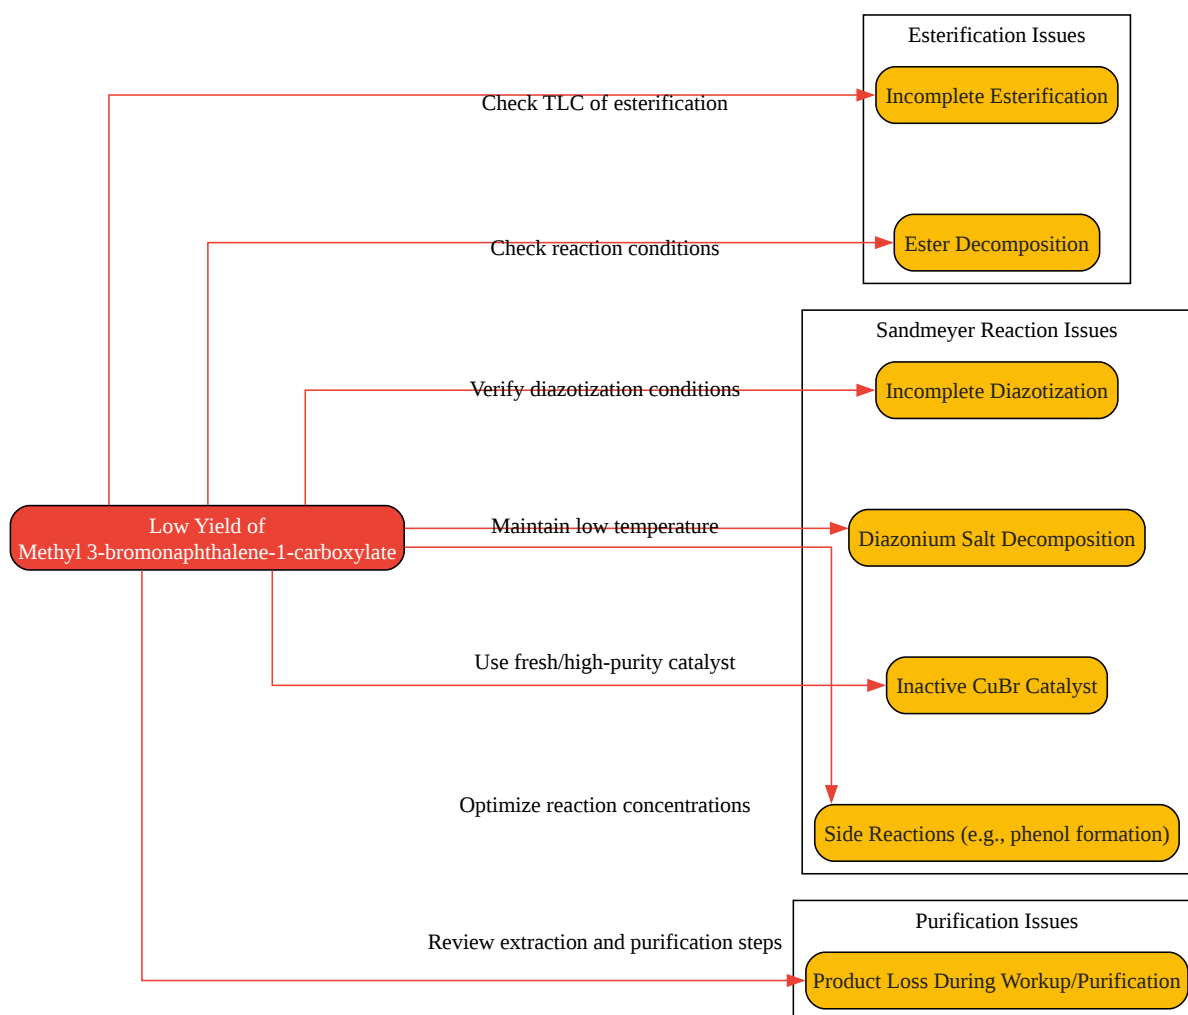 Esterification Issues
Check TLC of esterification
Incomplete Esterification
Check reaction conditions
Ester Decomposition
Sandmeyer Reaction Issues
Verify diazotization conditions
Incomplete Diazotization
Low Yield of
Methyl 3-bromonaphthalene-1-carboxylate
Maintain low temperature
Diazonium Salt Decomposition
Use fresh/high-purity catalyst
Inactive CuBr Catalyst
Optimize reaction concentrations
Side Reactions (e.g., phenol formation)
Purification Issues
Review extraction and purification steps
Product Loss During Workup/Purification